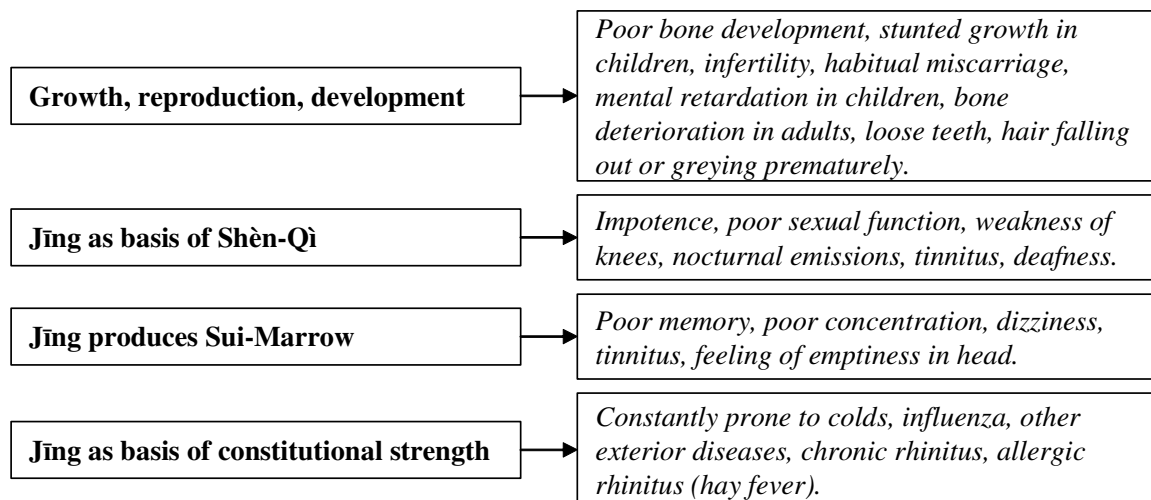 Growth, reproduction, development
Poor bone development, stunted growth in
children, infertility, habitual miscarriage,
mental retardation in children, bone
deterioration in adults, loose teeth, hair falling
out or greying prematurely.
Jīng as basis of Shèn-Qì
Impotence, poor sexual function, weakness of
knees, nocturnal emissions, tinnitus, deafness.
Jīng produces Sui-Marrow
Poor memory, poor concentration, dizziness,
tinnitus, feeling of emptiness in head.
Jīng as basis of constitutional strength
Constantly prone to colds, influenza, other
exterior diseases, chronic rhinitus, allergic
rhinitus (hay fever).